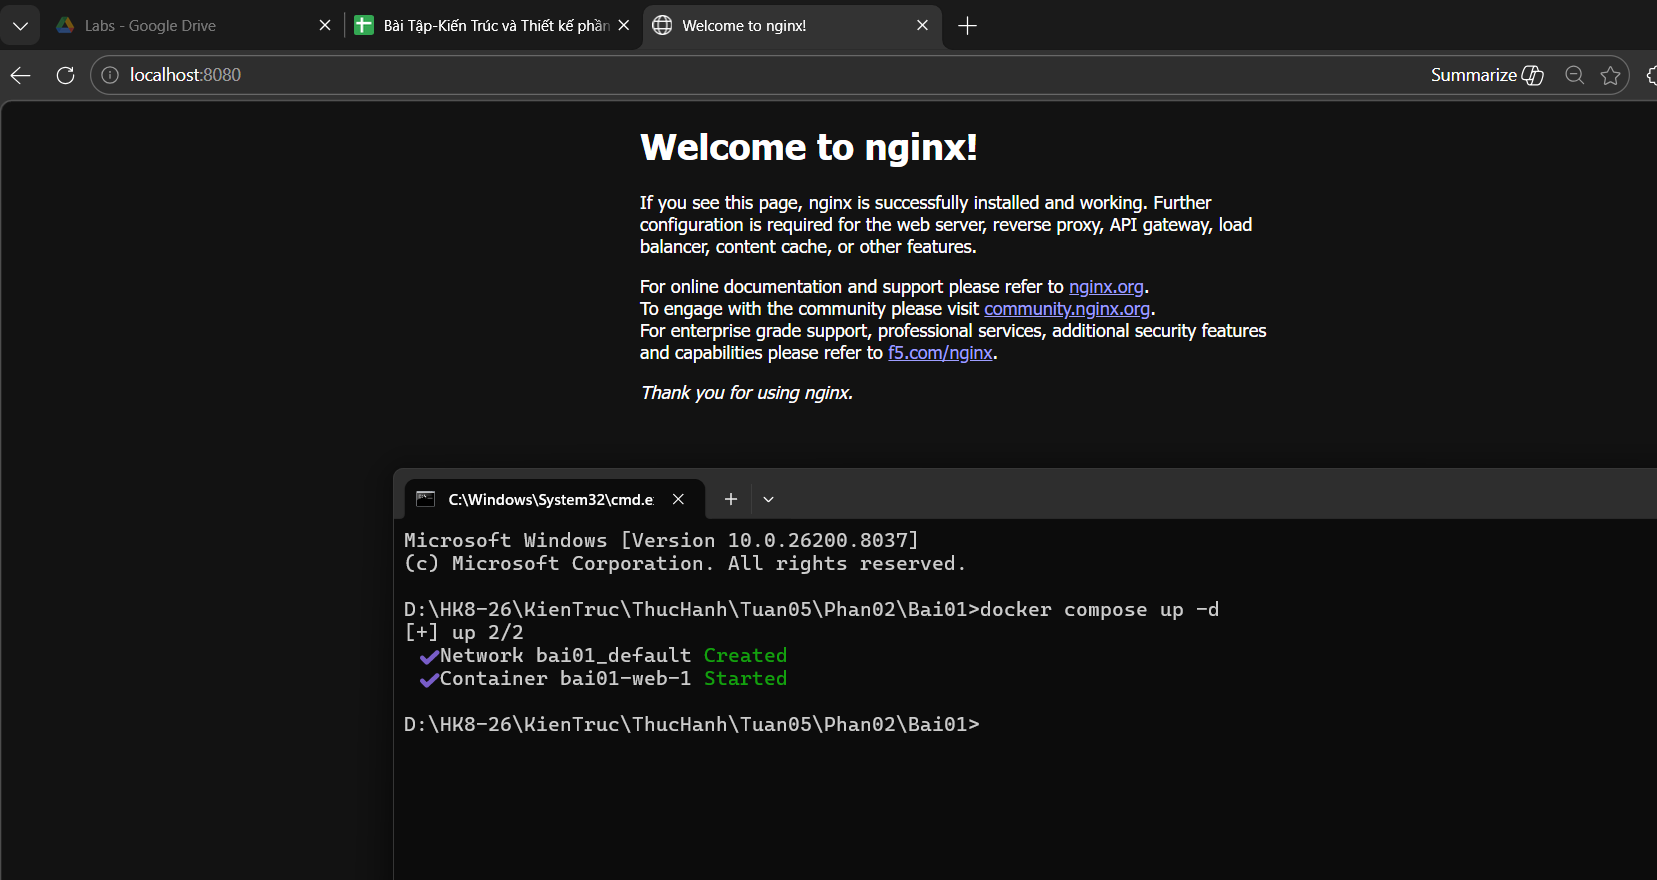 Labs - Google Drive
Bài Tập-Kiến Trúc và Thiết kế phần
Welcome to nginx!
localhost:8080
Summarize
Welcome to nginx!
If you see this page, nginx is successfully installed and working. Further
configuration is required for the web server, reverse proxy, API gateway, load
balancer, content cache, or other features.
For online documentation and support please refer to nginx.org.
To engage with the community please visit community.nginx.org.
For enterprise grade support, professional services, additional security features
and capabilities please refer to f5.com/nginx.
Thank you for using nginx.
C:\Windows\System32\cmd.e
Microsoft Windows [Version 10.0.26200.8037]
(c) Microsoft Corporation. All rights reserved.
D:\HK8-26\KienTruc\ThucHanh\Tuan05\Phan02\Bai01>docker compose up -d
[+] up 2/2
✔Network bai01_default Created
✔Container bai01-web-1 Started
D:\HK8-26\KienTruc\ThucHanh\Tuan05\Phan02\Bai01>